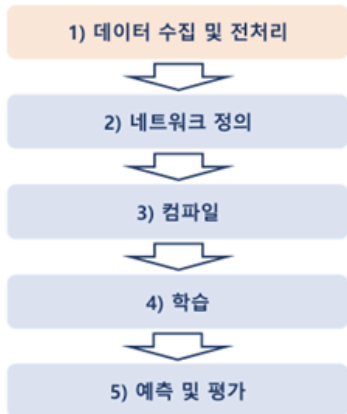 1) 데이터 수집 및 전처리
2) 네트워크 정의
3) 컴파일
4) 학습
5) 예측 및 평가